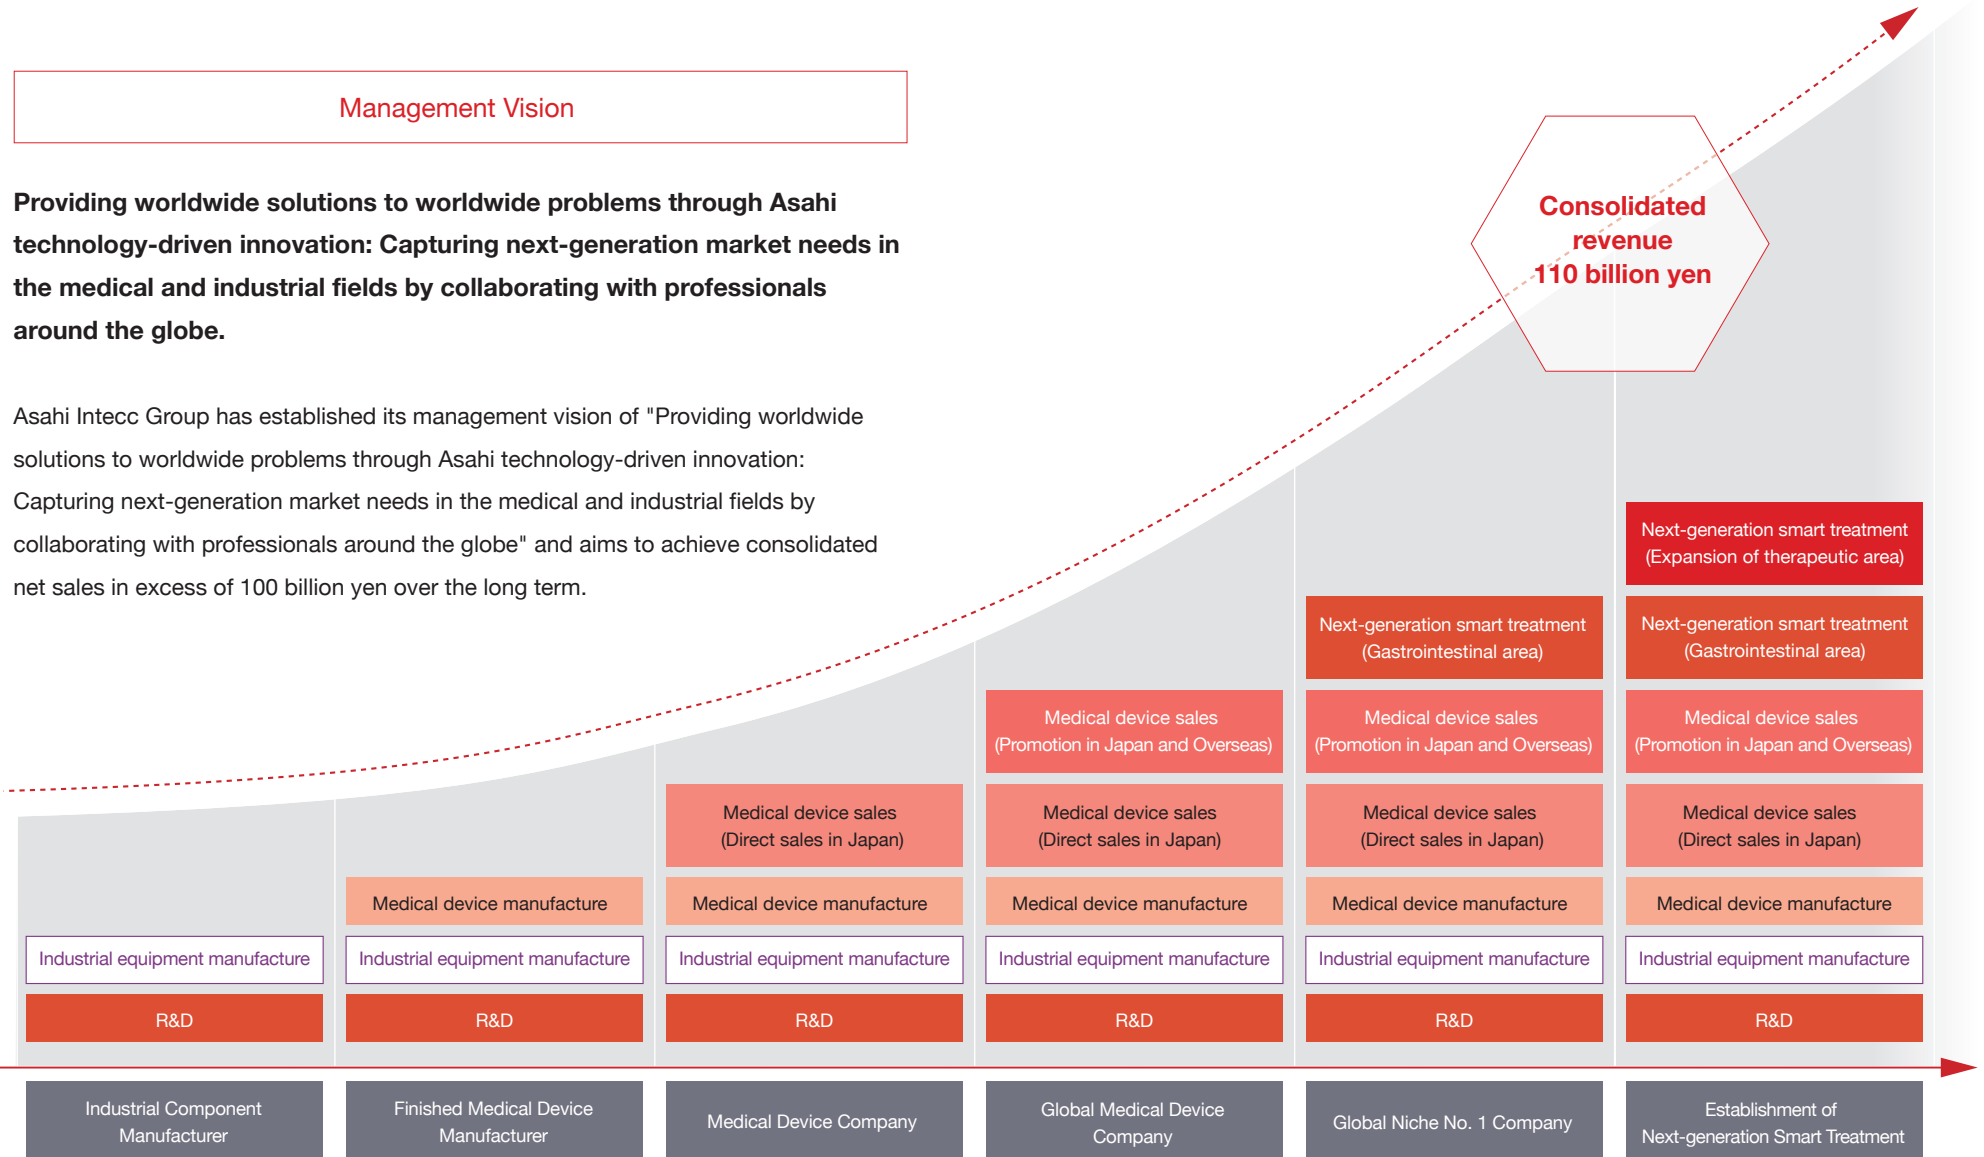 Management Vision
Providing worldwide solutions to worldwide problems through Asahi
technology-driven innovation: Capturing next-generation market needs in
the medical and industrial fields by collaborating with professionals
around the globe.
Asahi Intecc Group has established its management vision of "Providing worldwide
solutions to worldwide problems through Asahi technology-driven innovation:
Capturing next-generation market needs in the medical and industrial fields by
collaborating with professionals around the globe" and aims to achieve consolidated
net sales in excess of 100 billion yen over the long term.
Consolidated
revenue
110 billion yen
Industrial equipment manufacture
R&D
Industrial Component
Manufacturer
Medical device manufacture
Industrial equipment manufacture
R&D
Finished Medical Device
Manufacturer
Medical device sales
(Direct sales in Japan)
Medical device manufacture
Industrial equipment manufacture
R&D
Medical Device Company
Medical device sales
(Promotion in Japan and Overseas)
Medical device sales
(Direct sales in Japan)
Medical device manufacture
Industrial equipment manufacture
R&D
Global Medical Device
Company
Next-generation smart treatment
(Gastrointestinal area)
Medical device sales
(Promotion in Japan and Overseas)
Medical device sales
(Direct sales in Japan)
Medical device manufacture
Industrial equipment manufacture
R&D
Global Niche No. 1 Company
Next-generation smart treatment
(Expansion of therapeutic area)
Next-generation smart treatment
(Gastrointestinal area)
Medical device sales
(Promotion in Japan and Overseas)
Medical device sales
(Direct sales in Japan)
Medical device manufacture
Industrial equipment manufacture
R&D
Establishment of
Next-generation Smart Treatment